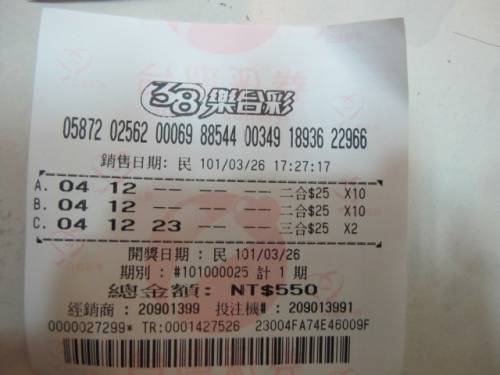 38樂合彩
05872 02562 00069 88544 00349 18936 22966
銷售日期: 民 101/03/26 17:27:17
A. 04 12 -- -- -- 二合$25 X10
B. 04 12 -- -- -- 二合$25 X10
C. 04 12 23 -- -- 三合$25 X2
開獎日期 : 民 101/03/26
期別 : #101000025 計 1 期
總金額: NT$550
經銷商 : 20901399 投注機# : 209013991
0000027299* TR:0001427526 23004FA74E46009F